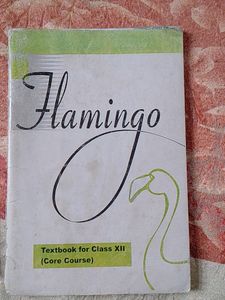 Flamingo
Textbook for Class XII
(Core Course)